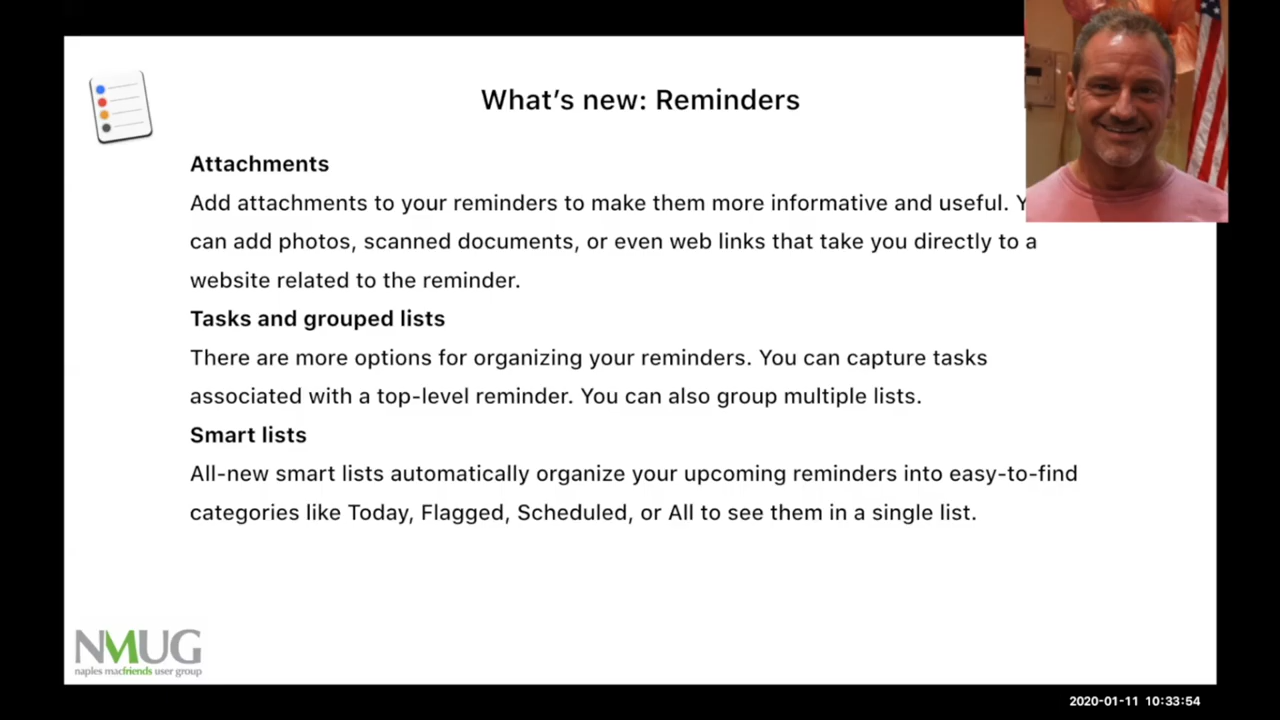 What's new: Reminders
Attachments
Add attachments to your reminders to make them more informative and useful.
can add photos, scanned documents, or even web links that take you directly to a
website related to the reminder.
Tasks and grouped lists
There are more options for organizing your reminders. You can capture tasks
associated with a top-level reminder. You can also group multiple lists.
Smart lists
All-new smart lists automatically organize your upcoming reminders into easy-to-find
categories like Today, Flagged, Scheduled, or All to see them in a single list.
NMUG
naples macfriends user group
2020-01-11 10:33:54